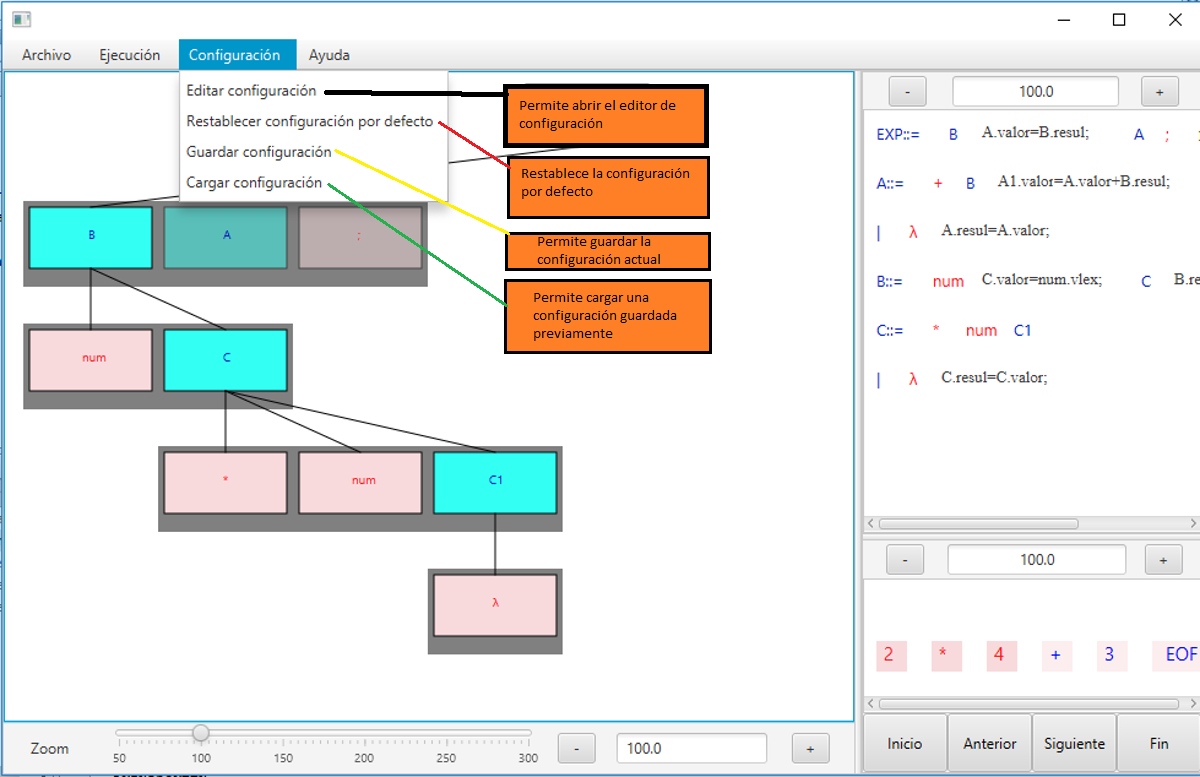 Archivo Ejecución Configuración Ayuda
Editar configuración
Restablecer configuración por defecto
Guardar configuración
Cargar configuración
Permite abrir el editor de
configuración
Restablece la configuración
por defecto
Permite guardar la
configuración actual
Permite cargar una
configuración guardada
previamente
B A ;
num C
* num C1
λ
Zoom
50 100 150 200 250 300
- 100.0 +
- 100.0 +
EXP::= B A.valor=B.resul; A ;
A::= + B A1.valor=A.valor+B.resul;
| λ A.resul=A.valor;
B::= num C.valor=num.vlex; C B.re
C::= * num C1
| λ C.resul=C.valor;
- 100.0 +
2 * 4 + 3 EOF
Inicio Anterior Siguiente Fin